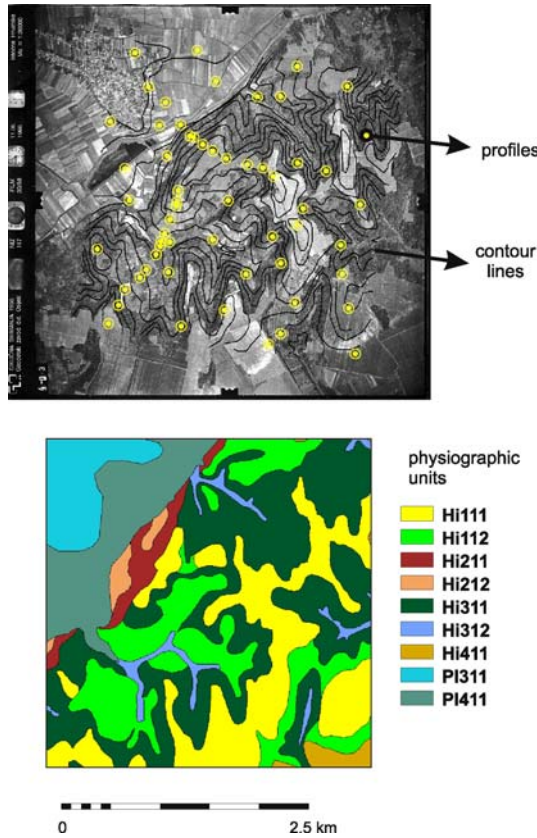 profiles
contour
lines
physiographic
units
Hi111
Hi112
Hi211
Hi212
Hi311
Hi312
Hi411
Pl311
Pl411
0
2.5 km